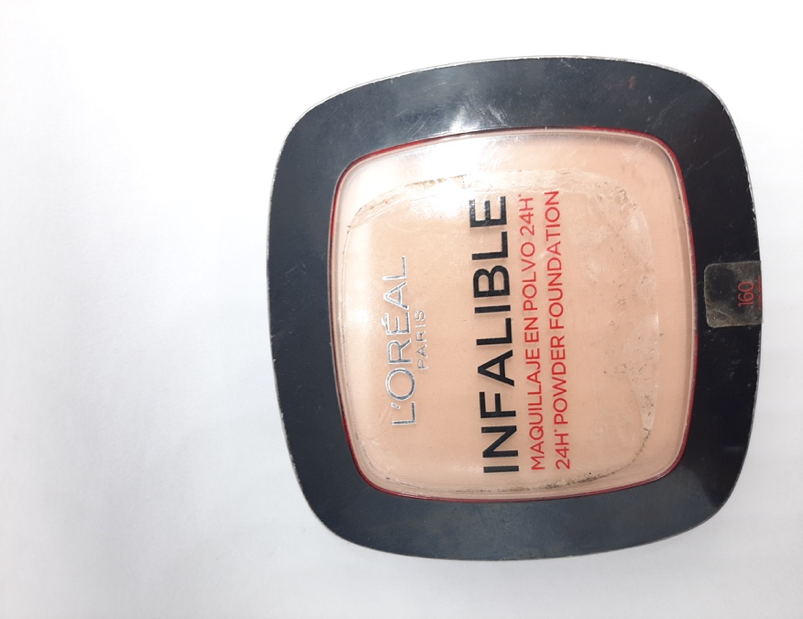 L'ORÉAL
PARIS
INFALIBLE
MAQUILLAJE EN POLVO 24H*
24H* POWDER FOUNDATION
160